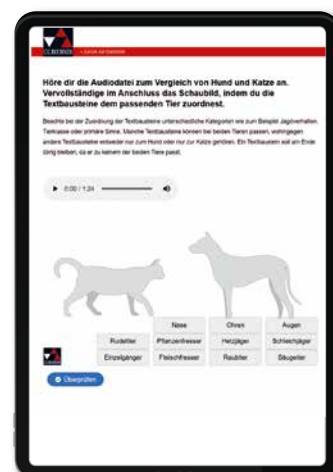 C.C.BUCHNER
Höre dir die Audiodatei zum Vergleich von Hund und Katze an.
Vervollständige im Anschluss das Schaubild, indem du die
Textbausteine dem passenden Tier zuordnest.
Beachte bei der Zuordnung der Textbausteine unterschiedliche Kategorien wie zum Beispiel Jagdverhalten,
Tierklasse oder primäre Sinne. Manche Textbausteine können bei beiden Tieren passen, wohingegen
andere Textbausteine entweder nur zum Hund oder nur zur Katze gehören. Ein Textbaustein soll am Ende
übrig bleiben, da er zu keinem der beiden Tiere passt.
0:00 / 1:24
Nase Ohren Augen
Rudeltier Pflanzenfresser Hetzjäger Schleichjäger
Einzelgänger Fleischfresser Raubtier Säugetier
Überprüfen